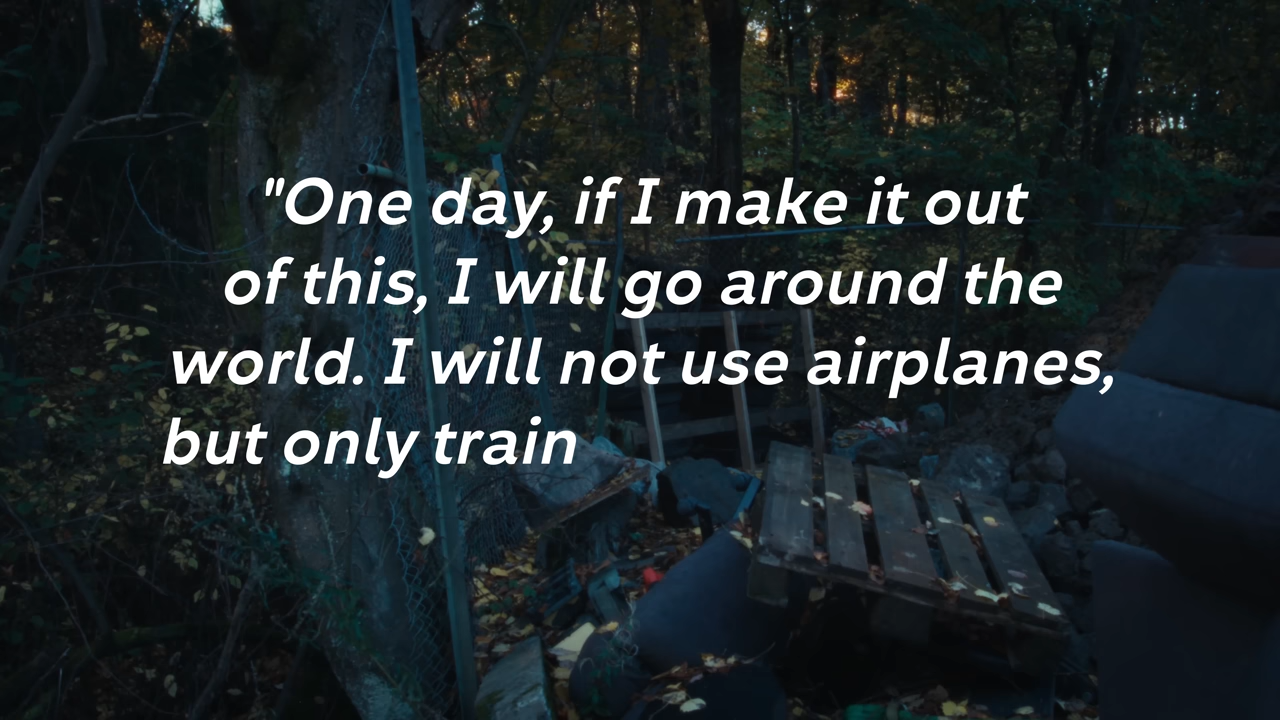 "One day, if I make it out
of this, I will go around the
world. I will not use airplanes,
but only train